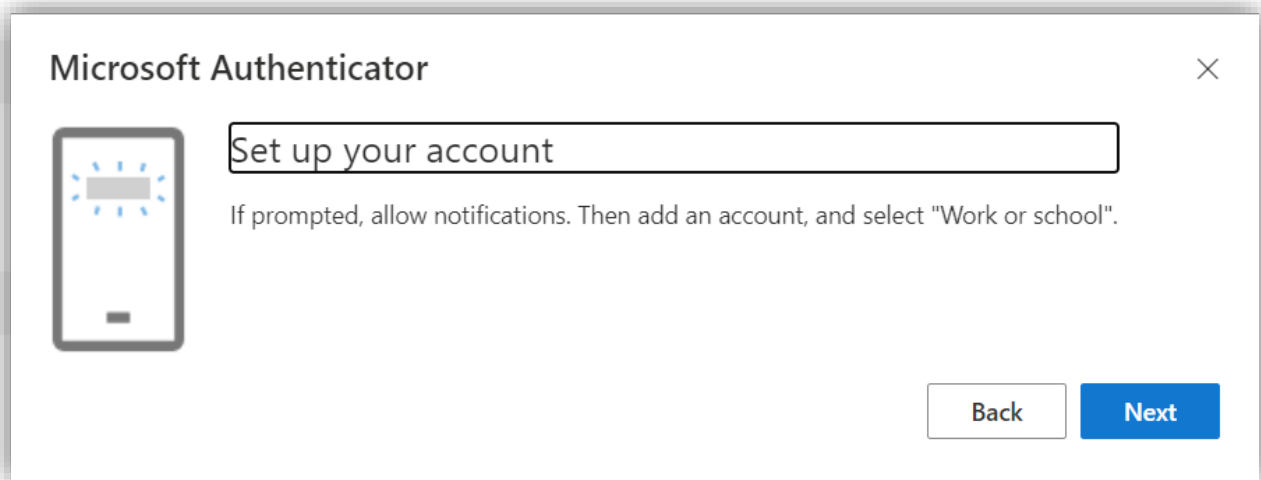 Microsoft Authenticator
Set up your account
If prompted, allow notifications. Then add an account, and select "Work or school".
Back
Next